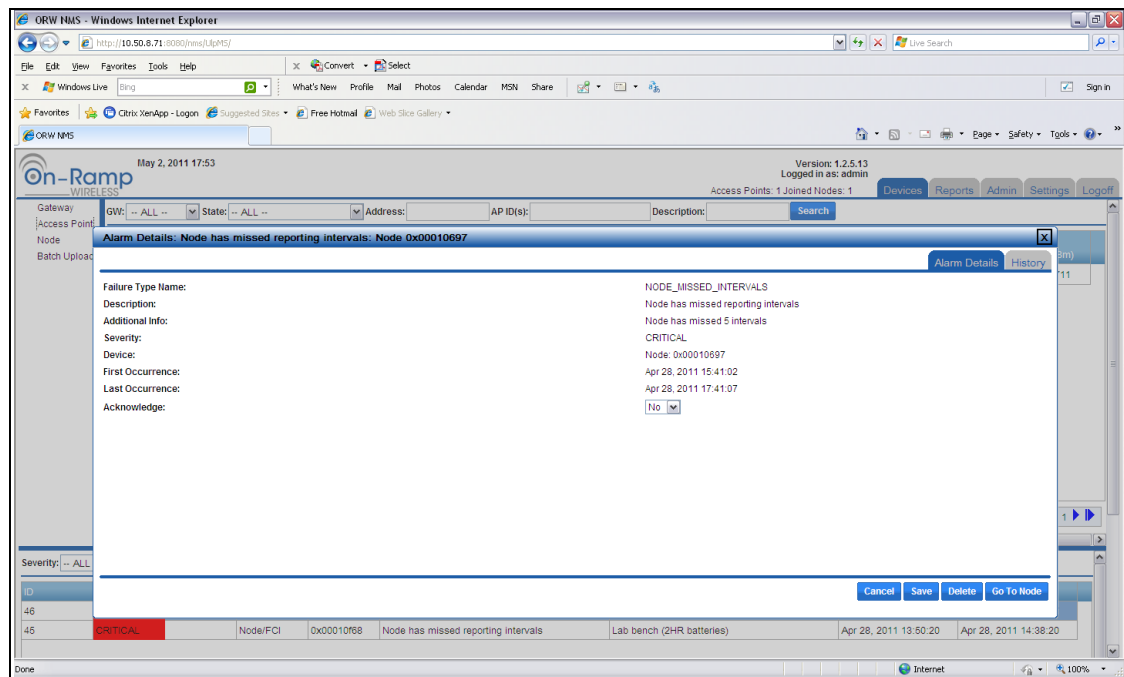 ORW NMS - Windows Internet Explorer
http://10.50.8.71:8080/nms/UlpMS/
Live Search
File Edit View Favorites Tools Help x Convert Select
x Windows Live Bing What's New Profile Mail Photos Calendar MSN Share Sign in
Favorites Citrix XenApp - Logon Suggested Sites Free Hotmail Web Slice Gallery
ORW NMS Page Safety Tools
On-Ramp
WIRELESS
May 2, 2011 17:53
Version: 1.2.5.13
Logged in as: admin
Access Points: 1 Joined Nodes: 1 Devices Reports Admin Settings Logoff
Gateway
Access Point
Node
Batch Upload
GW: -- ALL -- State: -- ALL -- Address: AP ID(s): Description: Search
Alarm Details: Node has missed reporting intervals: Node 0x00010697 X
Alarm Details History
Failure Type Name: NODE_MISSED_INTERVALS
Description: Node has missed reporting intervals
Additional Info: Node has missed 5 intervals
Severity: CRITICAL
Device: Node: 0x00010697
First Occurrence: Apr 28, 2011 15:41:02
Last Occurrence: Apr 28, 2011 17:41:07
Acknowledge: No
1
Severity: -- ALL
Cancel Save Delete Go To Node
ID
46
45 CRITICAL Node/FCI 0x00010f68 Node has missed reporting intervals Lab bench (2HR batteries) Apr 28, 2011 13:50:20 Apr 28, 2011 14:38:20
Done Internet 100%